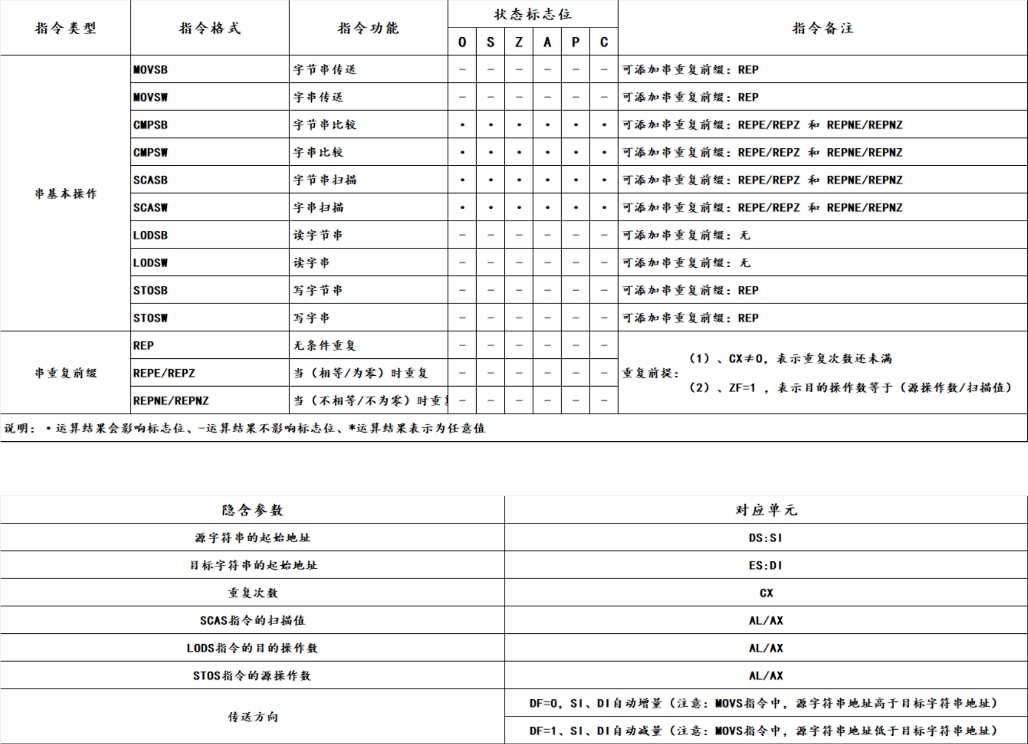 指令类型 指令格式 指令功能 状态标志位 指令备注
O S Z A P C
串基本操作
MOVSB 字节串传送 - - - - - - 可添加串重复前缀：REP
MOVSW 字串传送 - - - - - - 可添加串重复前缀：REP
CMPSB 字节串比较 • • • • • • 可添加串重复前缀：REPE/REPZ 和 REPNE/REPNZ
CMPSW 字串比较 • • • • • • 可添加串重复前缀：REPE/REPZ 和 REPNE/REPNZ
SCASB 字节串扫描 • • • • • • 可添加串重复前缀：REPE/REPZ 和 REPNE/REPNZ
SCASW 字串扫描 • • • • • • 可添加串重复前缀：REPE/REPZ 和 REPNE/REPNZ
LODSB 读字节串 - - - - - - 可添加串重复前缀：无
LODSW 读字串 - - - - - - 可添加串重复前缀：无
STOSB 写字节串 - - - - - - 可添加串重复前缀：REP
STOSW 写字串 - - - - - - 可添加串重复前缀：REP
串重复前缀
REP 无条件重复 - - - - - -
REPE/REPZ 当（相等/为零）时重复 - - - - - -
REPNE/REPNZ 当（不相等/不为零）时重 - - - - - -
重复前提：
（1）、CX≠0，表示重复次数还未满
（2）、ZF=1 ，表示目的操作数等于（源操作数/扫描值）
说明：•运算结果会影响标志位、-运算结果不影响标志位、*运算结果表示为任意值
隐含参数 对应单元
源字符串的起始地址 DS:SI
目标字符串的起始地址 ES:DI
重复次数 CX
SCAS指令的扫描值 AL/AX
LODS指令的目的操作数 AL/AX
STOS指令的源操作数 AL/AX
传送方向
DF=0，SI、DI自动增量（注意：MOVS指令中，源字符串地址高于目标字符串地址）
DF=1、SI、DI自动减量（注意：MOVS指令中，源字符串地址低于目标字符串地址）